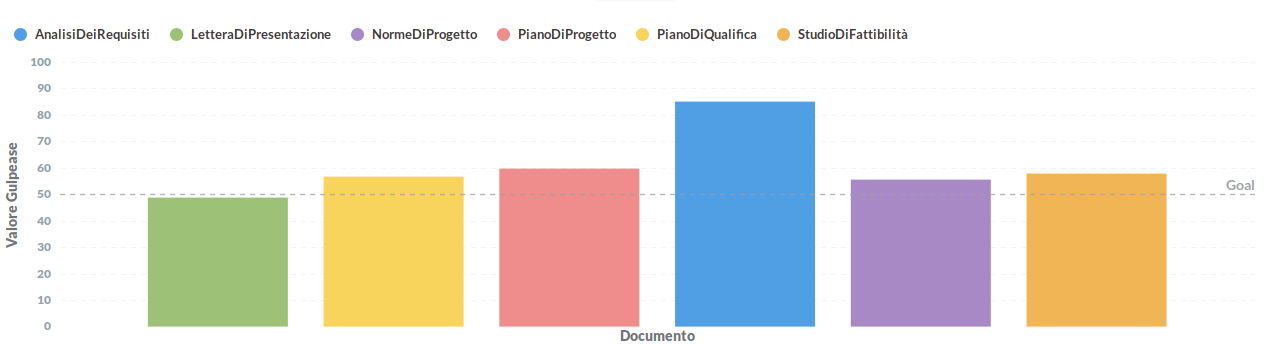 AnalisiDeiRequisiti LetteraDiPresentazione NormeDiProgetto PianoDiProgetto PianoDiQualifica StudioDiFattibilità
100
90
80
70
60
50
40
30
20
10
0
Valore Gulpease
Goal
Documento